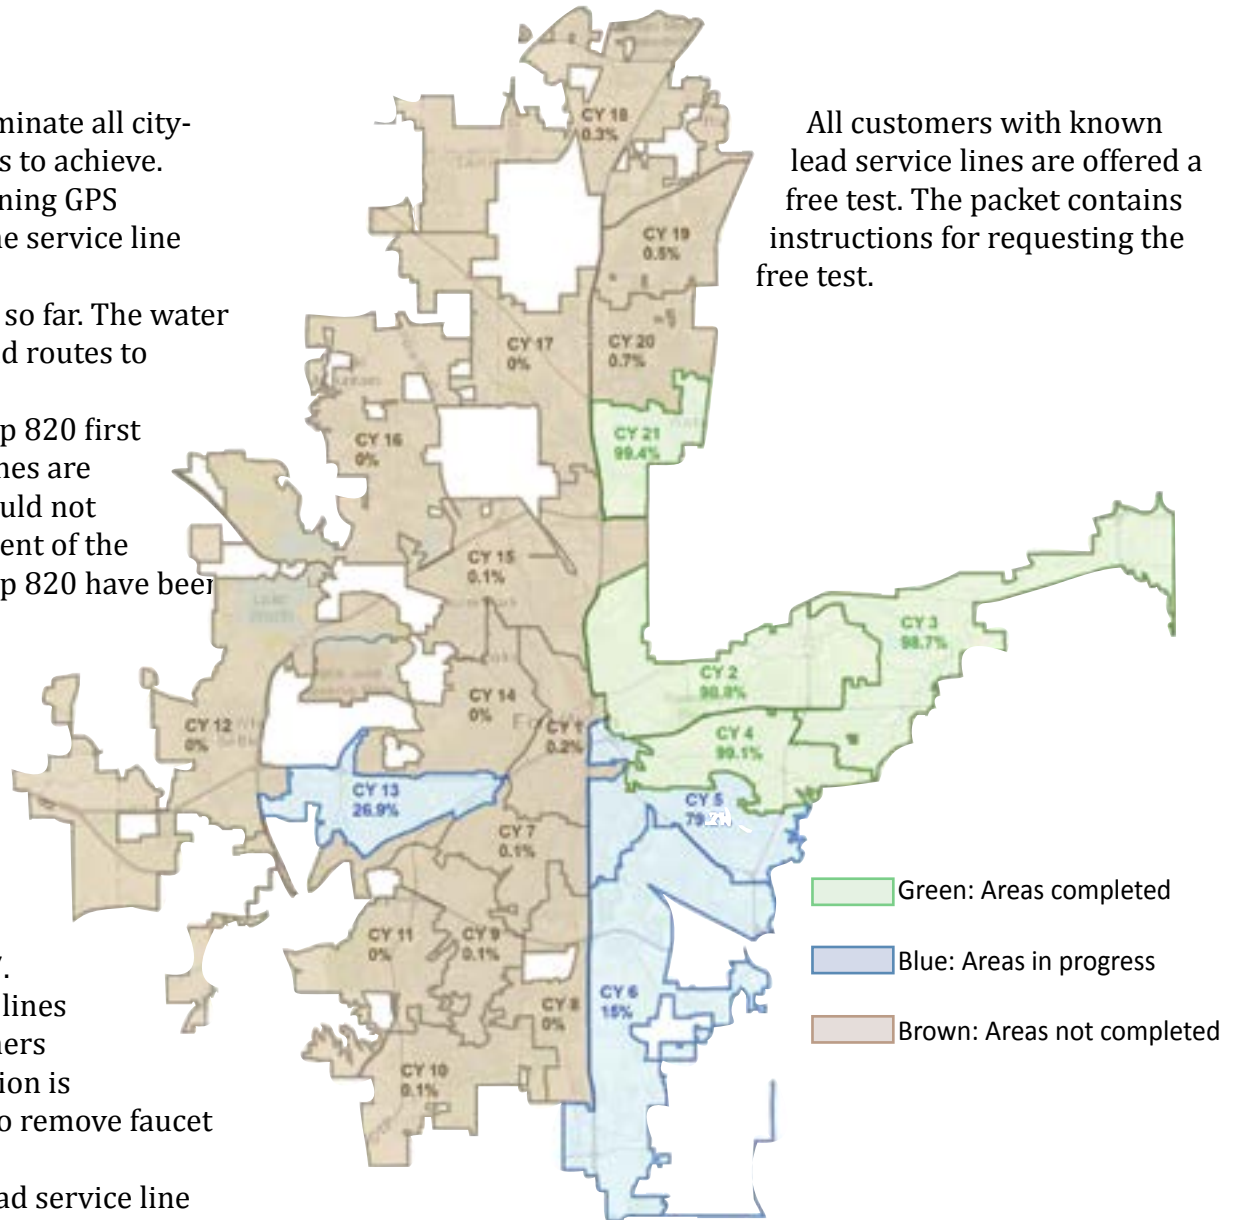 minate all city-
s to achieve.
ning GPS
ne service line
so far. The water
d routes to
p 820 first
nes are
uld not
ent of the
p 820 have been
.
lines
ners
ion is
o remove faucet
ad service line
All customers with known
lead service lines are offered a
free test. The packet contains
instructions for requesting the
free test.
CY 18
0.3%
CY 19
0.5%
CY 17
0%
CY 20
0.7%
CY 16
0%
CY 21
99.4%
CY 15
0.1%
CY 3
98.7%
CY 2
98.8%
CY 14
0%
CY 12
0%
CY 1
0.2%
CY 4
99.1%
CY 13
26.9%
CY 5
CY 7
0.1%
CY 11
0%
CY 9
0.1%
CY 8
0%
CY 6
15%
CY 10
0.1%
Green: Areas completed
Blue: Areas in progress
Brown: Areas not completed